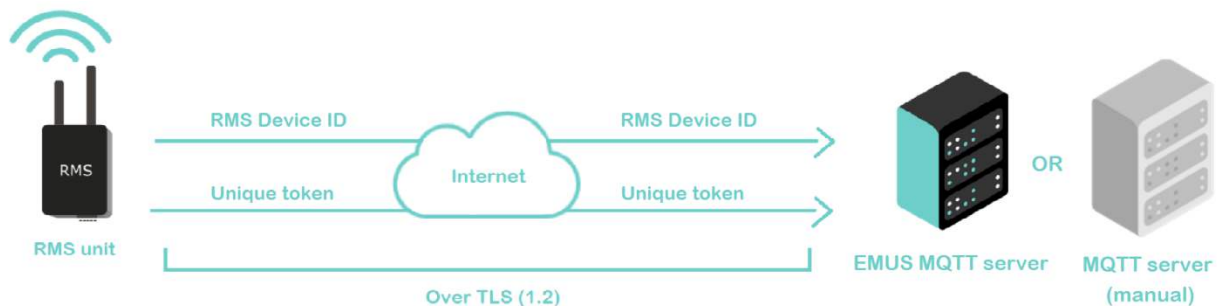 RMS Device ID
RMS Device ID
RMS
Internet
OR
Unique token
Unique token
RMS unit
EMUS MQTT server
MQTT server
(manual)
Over TLS (1.2)